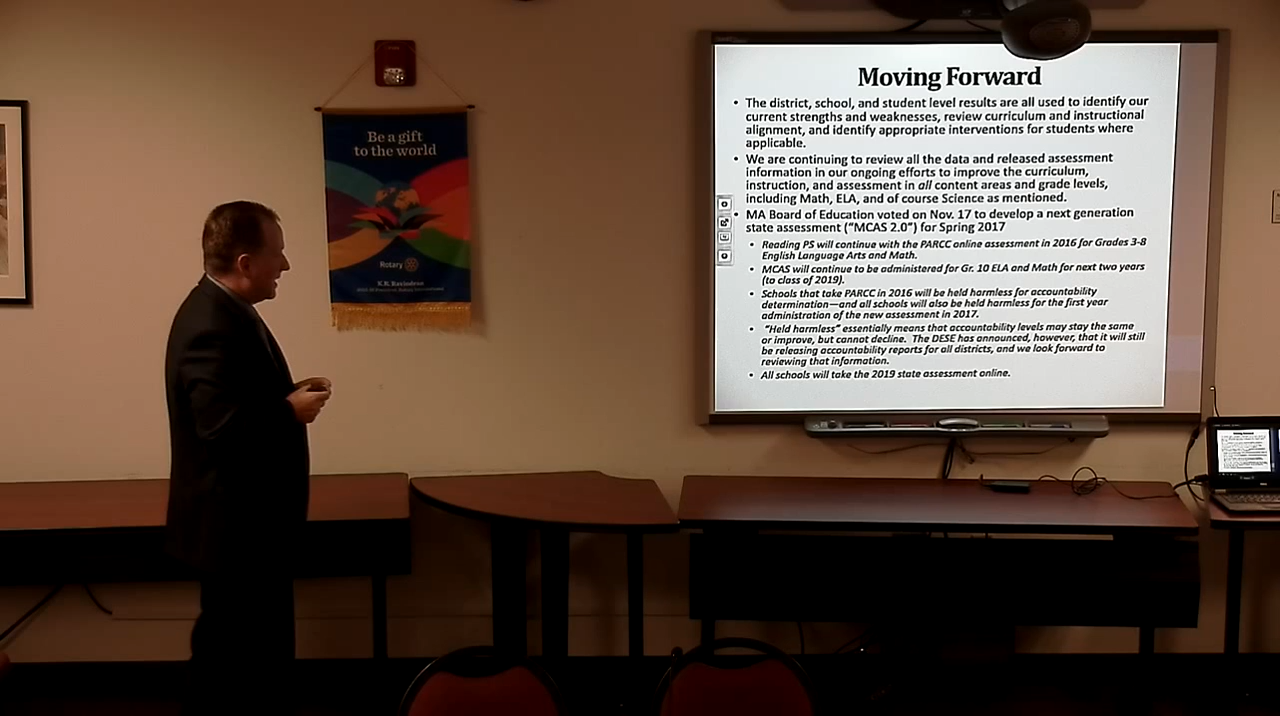 Be a gift
to the world
Rotary
K.R. Ravindran
Moving Forward
• The district, school, and student level results are all used to identify our
current strengths and weaknesses, review curriculum and instructional
alignment, and identify appropriate interventions for students where
applicable.
• We are continuing to review all the data and released assessment
information in our ongoing efforts to improve the curriculum,
instruction, and assessment in all content areas and grade levels,
including Math, ELA, and of course Science as mentioned.
• MA Board of Education voted on Nov. 17 to develop a next generation
state assessment (“MCAS 2.0”) for Spring 2017
• Reading PS will continue with the PARCC online assessment in 2016 for Grades 3-8
English Language Arts and Math.
• MCAS will continue to be administered for Gr. 10 ELA and Math for next two years
(to class of 2019).
• Schools that take PARCC in 2016 will be held harmless for accountability
determination—and all schools will also be held harmless for the first year
administration of the new assessment in 2017.
• “Held harmless” essentially means that accountability levels may stay the same
or improve, but cannot decline. The DESE has announced, however, that it will still
be releasing accountability reports for all districts, and we look forward to
reviewing that information.
• All schools will take the 2019 state assessment online.